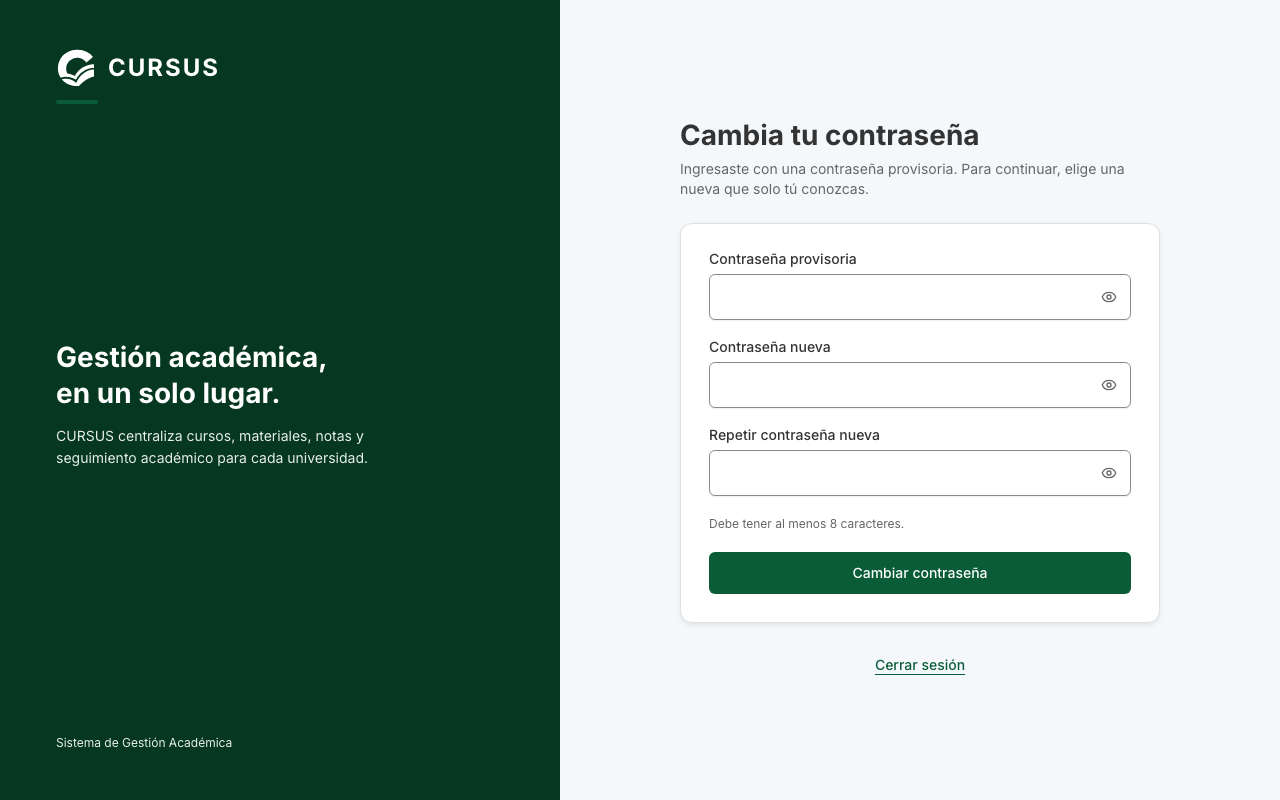 CURSUS
Gestión académica,
en un solo lugar.
CURSUS centraliza cursos, materiales, notas y
seguimiento académico para cada universidad.
Sistema de Gestión Académica
Cambia tu contraseña
Ingresaste con una contraseña provisoria. Para continuar, elige una
nueva que solo tú conozcas.
Contraseña provisoria
Contraseña nueva
Repetir contraseña nueva
Debe tener al menos 8 caracteres.
Cambiar contraseña
Cerrar sesión